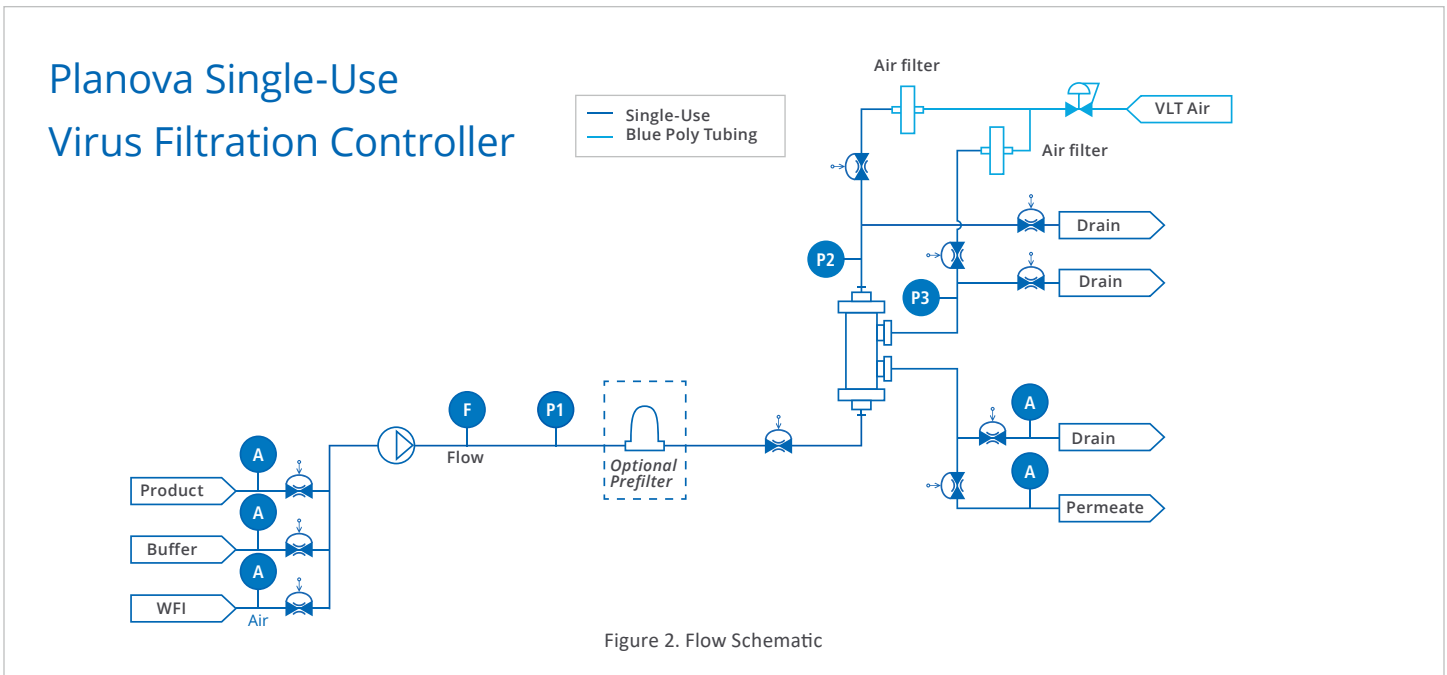 Planova Single-Use
Virus Filtration Controller
Single-Use
Blue Poly Tubing
Air filter
VLT Air
Air filter
Drain
P2
Drain
P3
F
P1
A
Flow
Optional
Prefilter
Drain
A
Product
A
Permeate
A
Buffer
A
WFI
Air
Figure 2. Flow Schematic